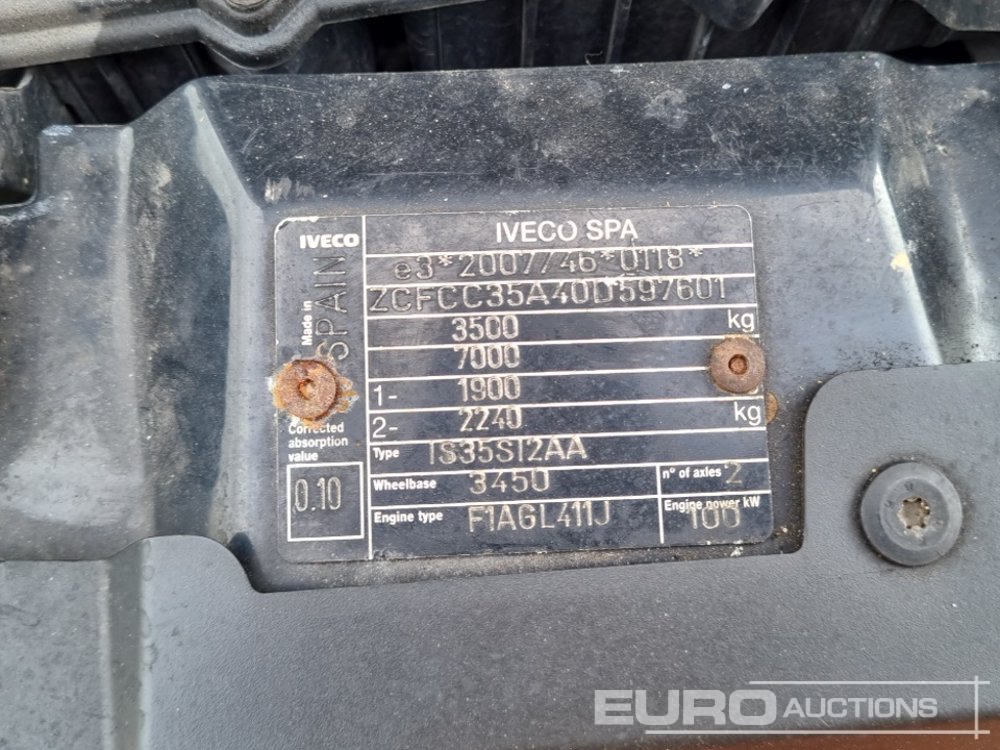 IVECO
Made in
SPAIN
IVECO SPA
e3*2007/46*0118*
ZCFCC35A40D597601
3500 kg
7000
1- 1900
2- 2240 kg
Corrected
absorption
value
0.10
Type IS35SI2AA
Wheelbase 3450 n° of axles 2
Engine type F1AGL411J Engine power kW 100
EURO AUCTIONS